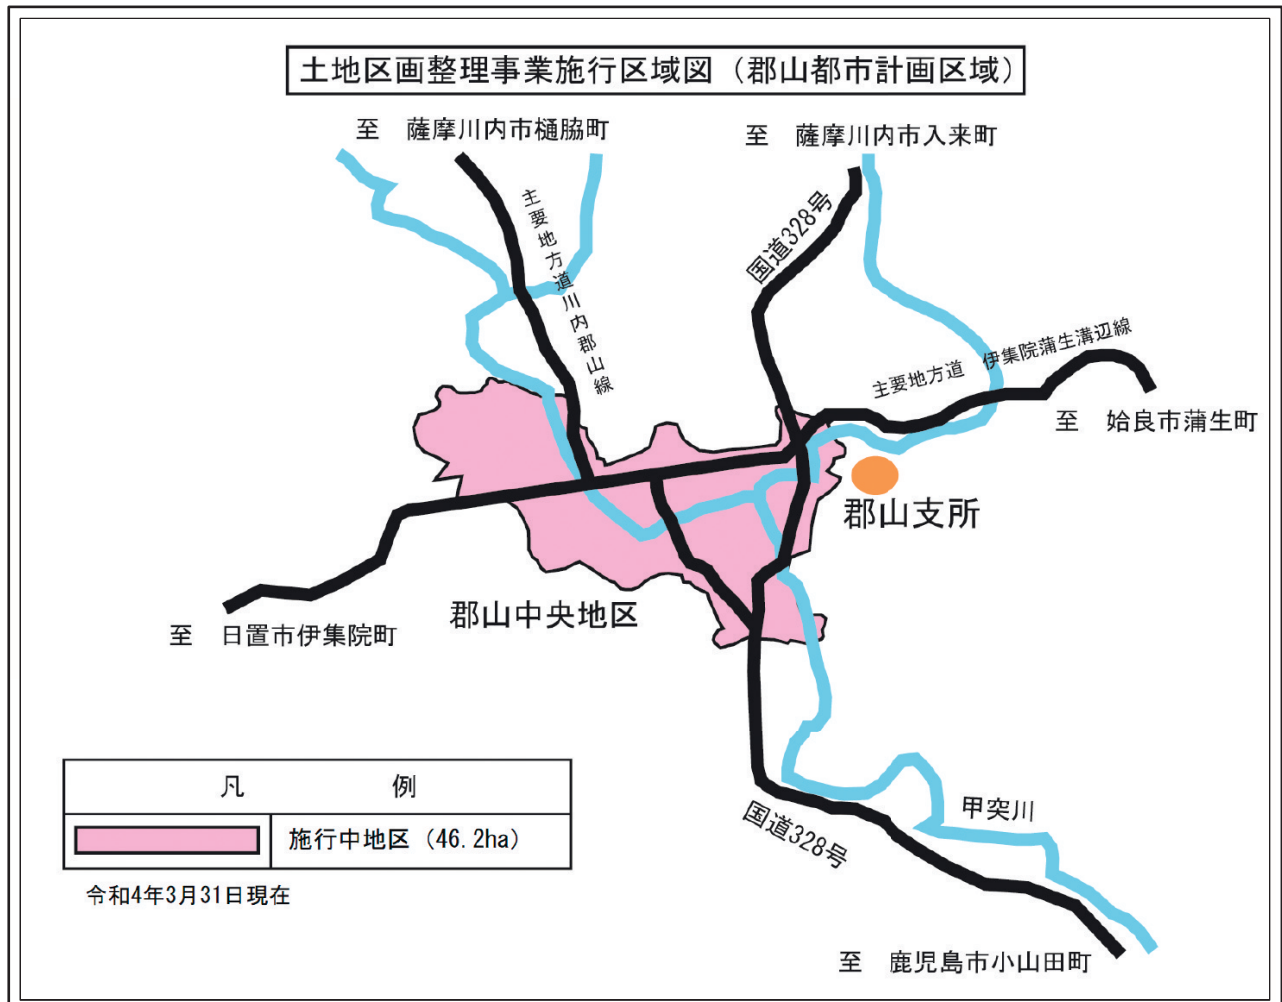 土地区画整理事業施行区域図（郡山都市計画区域）
至　薩摩川内市樋脇町
至　薩摩川内市入来町
主要地方道川内郡山線
国道328号
主要地方道　伊集院蒲生溝辺線
至　姶良市蒲生町
郡山支所
郡山中央地区
至　日置市伊集院町
凡　例
施行中地区（46.2ha）
令和4年3月31日現在
甲突川
国道328号
至　鹿児島市小山田町